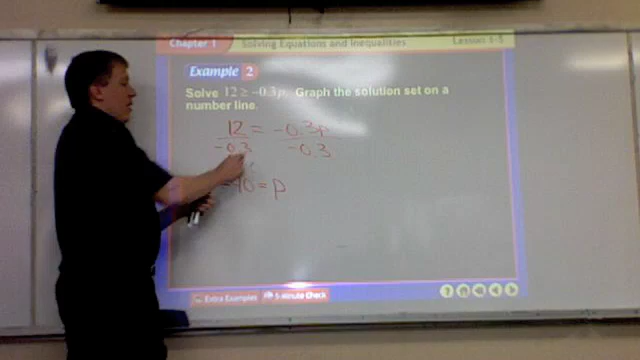 Chapter 1 Solving Equations and Inequalities Lesson 1-5
Example 2
Solve 12 ≥ -0.3p. Graph the solution set on a
number line.
12 = -0.3p
-0.3 -0.3
-40 = p
Extra Examples 5-Minute Check